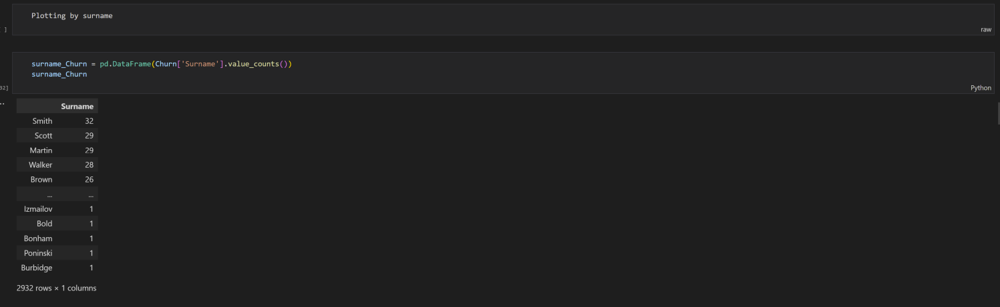 Plotting by surname
]
raw
surname_Churn = pd.DataFrame(Churn['Surname'].value_counts())
surname_Churn
32]
Python
..
Surname
Smith 32
Scott 29
Martin 29
Walker 28
Brown 26
... ...
Izmailov 1
Bold 1
Bonham 1
Poninski 1
Burbidge 1
2932 rows × 1 columns